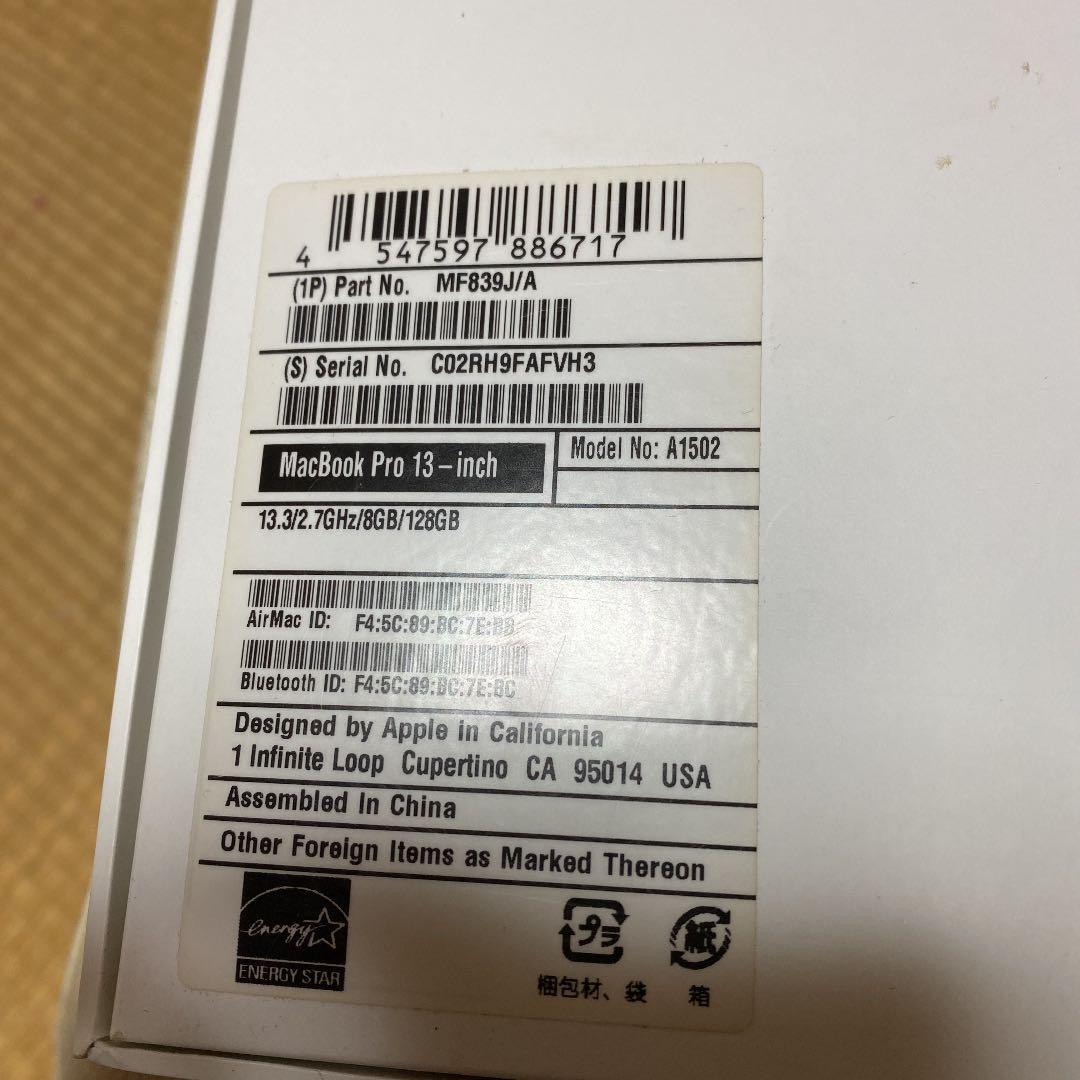 4 547597 886717
(1P) Part No. MF839J/A
(S) Serial No. C02RH9FAFVH3
MacBook Pro 13-inch
Model No: A1502
13.3/2.7GHz/8GB/128GB
AirMac ID: F4:5C:89:BC:7E:BB
Bluetooth ID: F4:5C:89:BC:7E:BC
Designed by Apple in California
1 Infinite Loop Cupertino CA 95014 USA
Assembled In China
Other Foreign Items as Marked Thereon
energy
ENERGY STAR
プラ
紙
梱包材、袋
箱